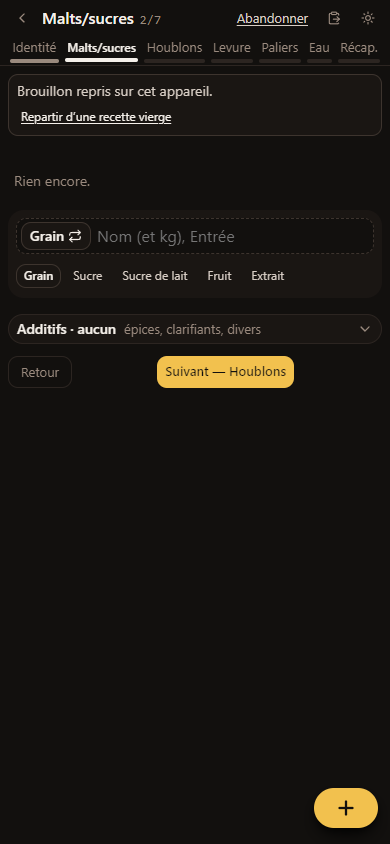 Malts/sucres 2/7
Abandonner
Identité
Malts/sucres
Houblons
Levure
Paliers
Eau
Récap.
Brouillon repris sur cet appareil.
Repartir d’une recette vierge
Rien encore.
Grain
Nom (et kg), Entrée
Grain
Sucre
Sucre de lait
Fruit
Extrait
Additifs · aucun épices, clarifiants, divers
Retour
Suivant — Houblons